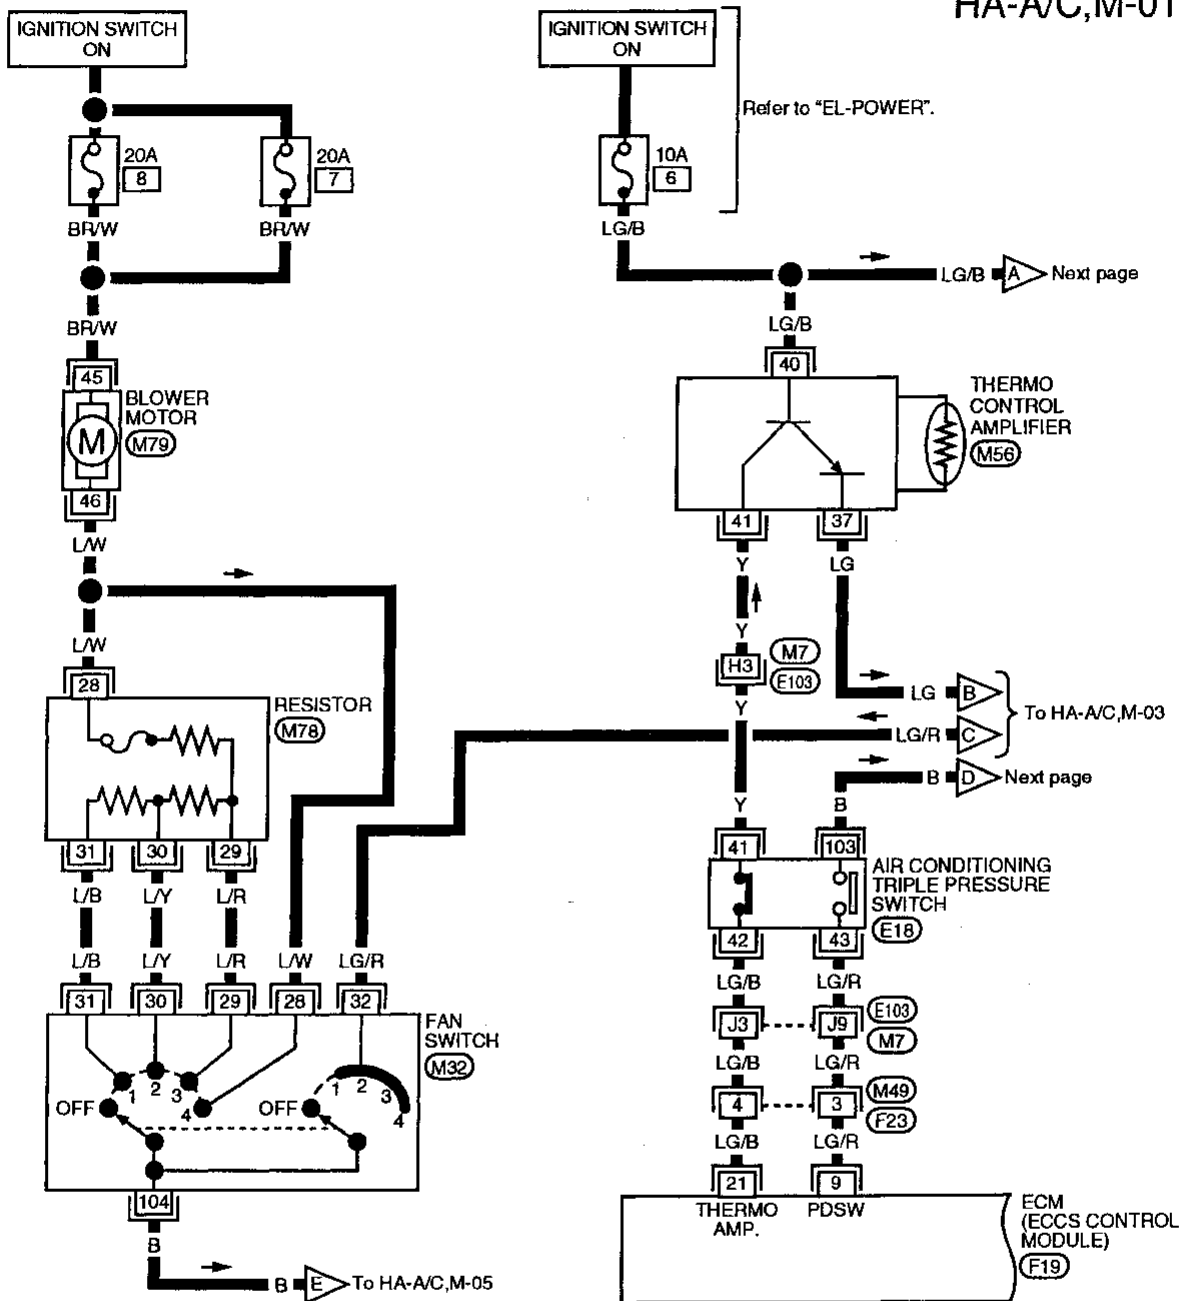 HA-A/C,M-01
IGNITION SWITCH
ON
IGNITION SWITCH
ON
Refer to "EL-POWER".
20A
8
20A
7
10A
6
BR/W
BR/W
LG/B
LG/B
A
Next page
BR/W
LG/B
45
BLOWER
MOTOR
M79
M
46
40
THERMO
CONTROL
AMPLIFIER
M56
41
37
L/W
Y
LG
L/W
Y
H3
M7
E103
28
RESISTOR
M78
Y
LG
B
LG/R
C
To HA-A/C,M-03
B
D
Next page
Y
B
31
30
29
41
103
AIR CONDITIONING
TRIPLE PRESSURE
SWITCH
E18
L/B
L/Y
L/R
42
43
L/B
L/Y
L/R
L/W
LG/R
LG/B
LG/R
31
30
29
28
32
FAN
SWITCH
M32
J3
J9
E103
M7
LG/B
LG/R
OFF
1
2
3
4
OFF
1
2
3
4
4
3
M49
F23
LG/B
LG/R
104
21
9
THERMO
AMP.
PDSW
ECM
(ECCS CONTROL
MODULE)
F19
B
B
E
To HA-A/C,M-05